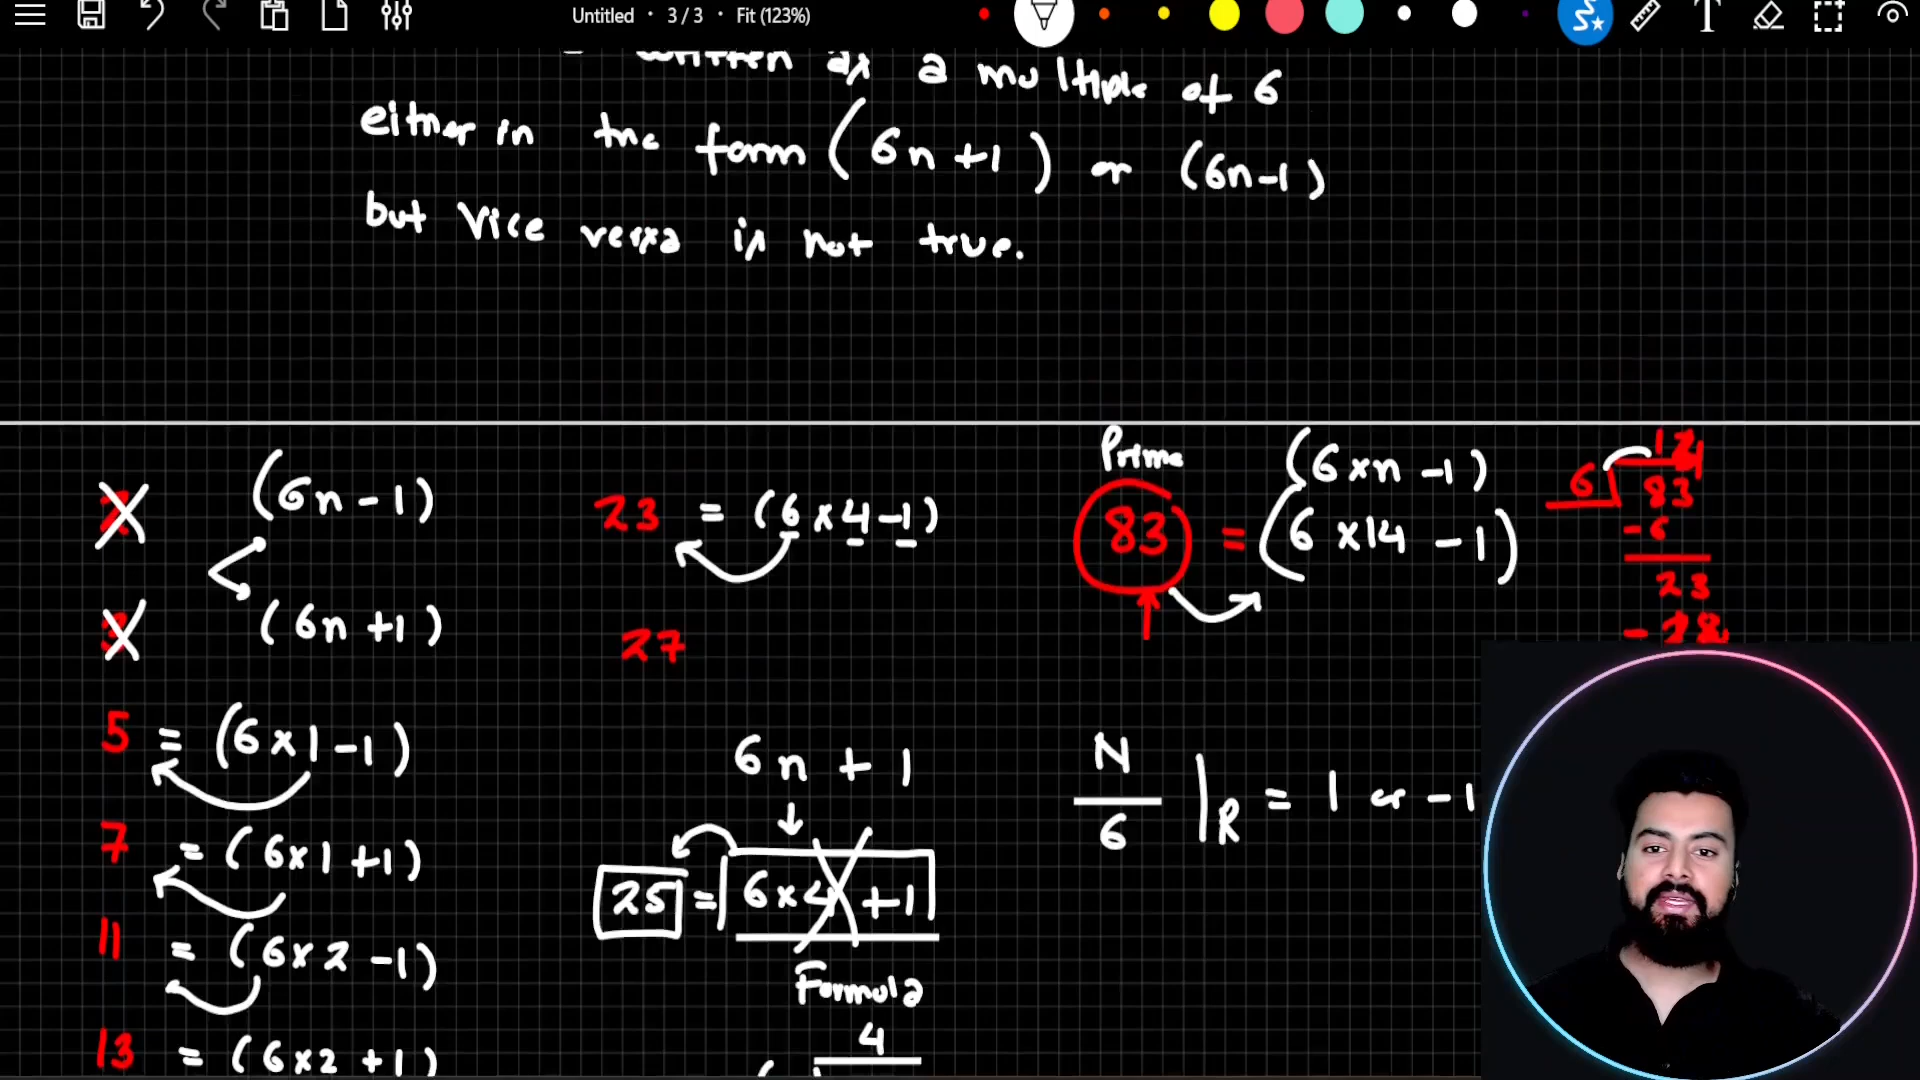 Untitled · 3 / 3 · Fit (123%)
T
written as a multiple of 6
either in the form (6n +1) or (6n-1)
but vice versa is not true.
(6n - 1)
(6n +1)
5 = (6×1-1)
7 = (6×1 +1)
11 = (6×2 -1)
13 = (6×2 +1)
23 = (6×4-1)
27
6n + 1
25 = 6×4 +1
Formula
4
Prime
(6×n -1)
83 = (6×14 -1)
N
6
R = 1 or -1
6 83
-6
23